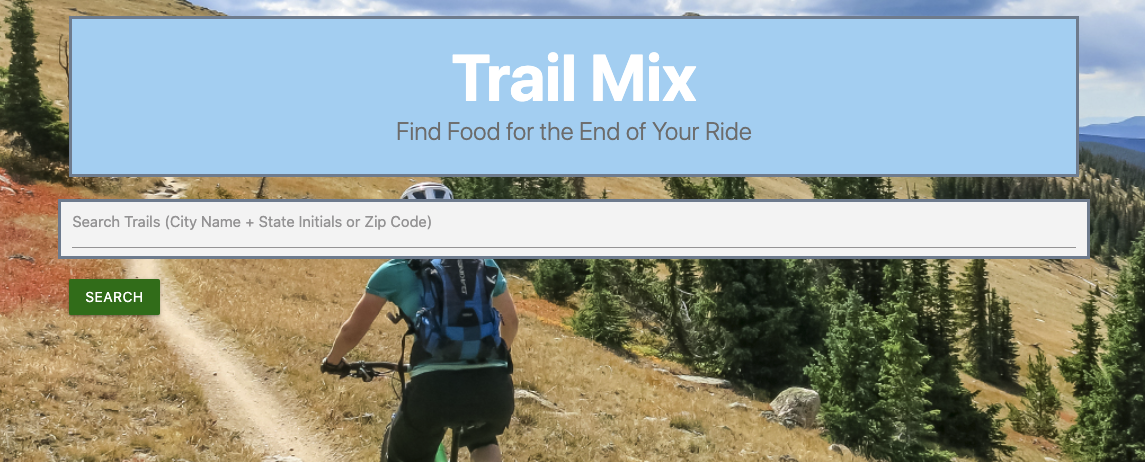 Trail Mix
Find Food for the End of Your Ride
Search Trails (City Name + State Initials or Zip Code)
SEARCH
DAKINE